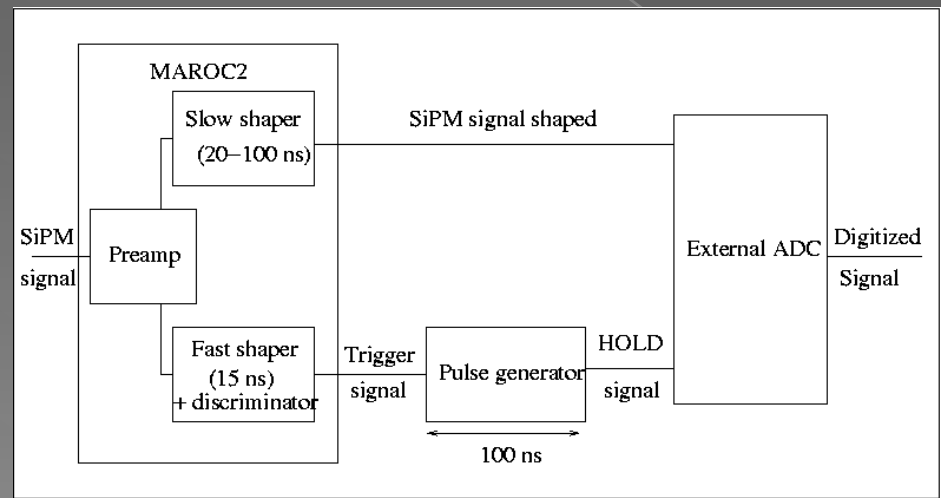 MAROC2
Slow shaper
(20–100 ns)
SiPM signal shaped
SiPM
signal
Preamp
External ADC
Digitized
Signal
Fast shaper
(15 ns)
+ discriminator
Trigger
signal
Pulse generator
HOLD
signal
100 ns